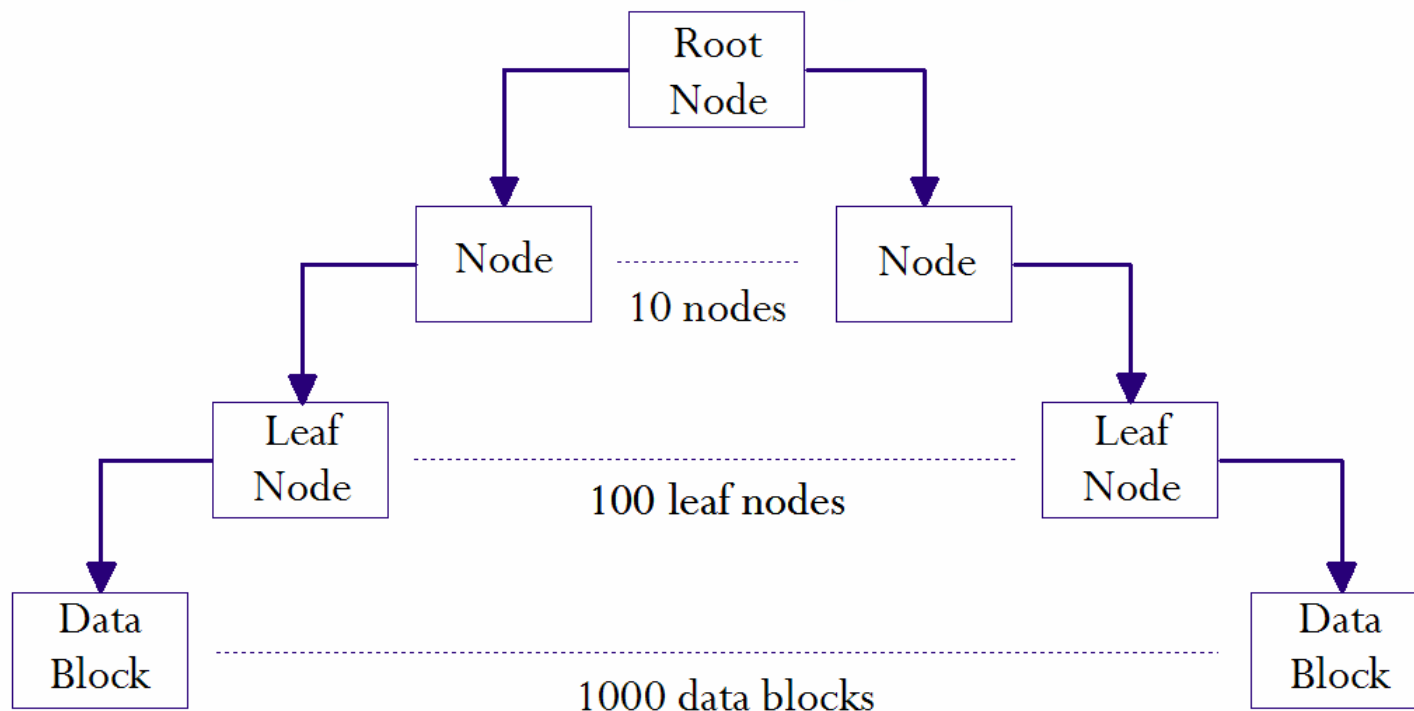 Root
Node
Node
Node
10 nodes
Leaf
Node
Leaf
Node
100 leaf nodes
Data
Block
Data
Block
1000 data blocks